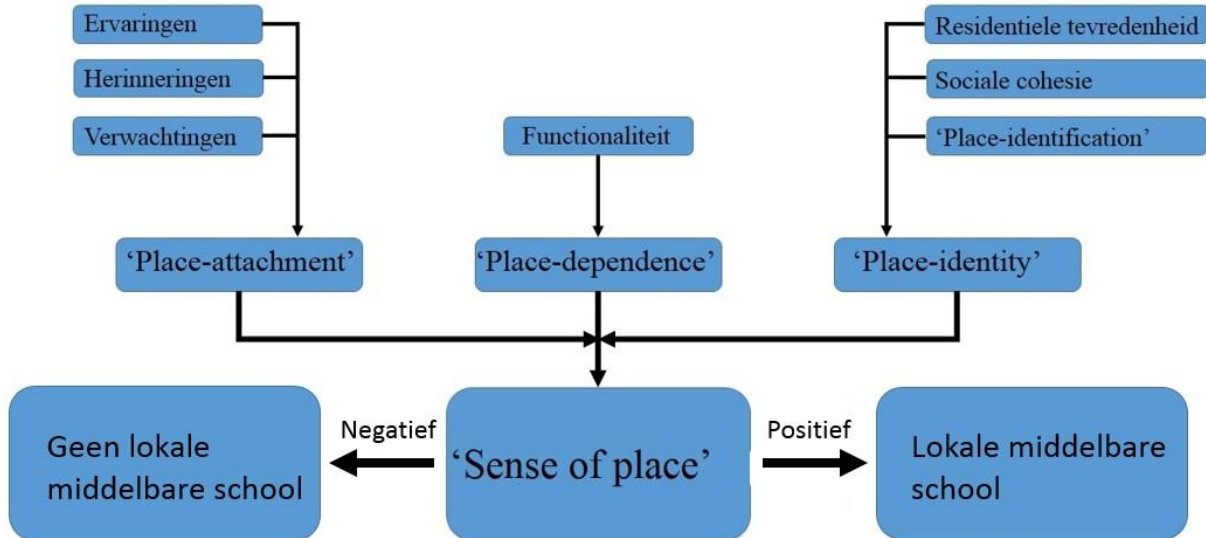 Ervaringen
Herinneringen
Verwachtingen
Functionaliteit
Residentiele tevredenheid
Sociale cohesie
‘Place-identification’
‘Place-attachment’
‘Place-dependence’
‘Place-identity’
Geen lokale
middelbare school
Negatief
‘Sense of place’
Positief
Lokale middelbare
school